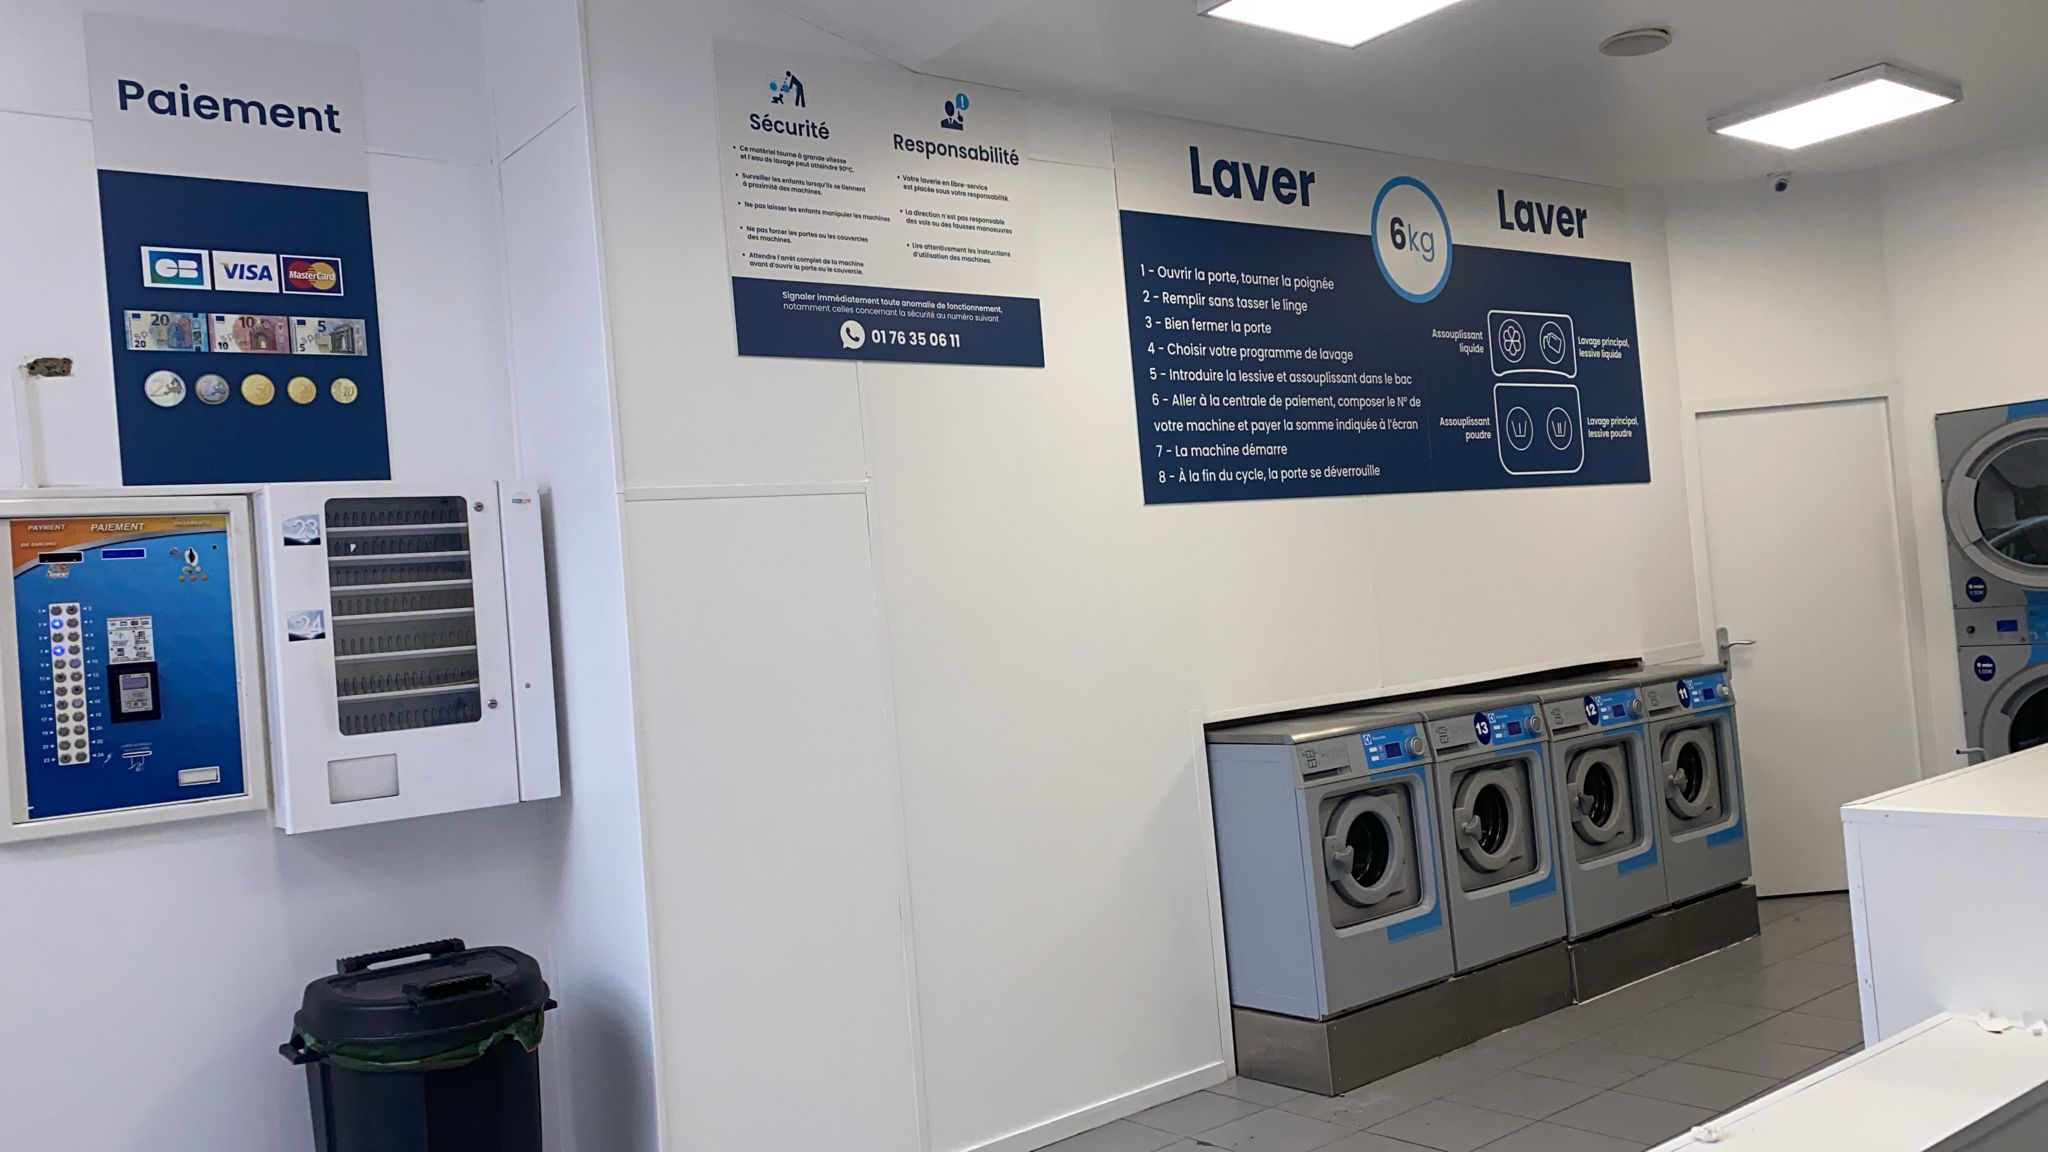 Paiement
CB VISA MasterCard
20 10 5
20 10 5
PAYMENT PAIEMENT
23
24
Sécurité
• Ce matériel tourne à grande vitesse
et l'eau de lavage peut atteindre 90°C.
• Surveiller les enfants lorsqu'ils se tiennent
à proximité des machines.
• Ne pas laisser les enfants manipuler les machines
• Ne pas forcer les portes ou les couvercles
des machines.
• Attendre l'arrêt complet de la machine
avant d'ouvrir la porte ou le couvercle.
Responsabilité
• Votre laverie en libre-service
est placée sous votre responsabilité.
• La direction n'est pas responsable
des vols ou des fausses manoeuvres
• Lire attentivement les instructions
d'utilisation des machines.
Signaler immédiatement toute anomalie de fonctionnement,
notamment celles concernant la sécurité au numéro suivant
01 76 35 06 11
Laver
6kg
Laver
1 - Ouvrir la porte, tourner la poignée
2 - Remplir sans tasser le linge
3 - Bien fermer la porte
4 - Choisir votre programme de lavage
5 - Introduire la lessive et assouplissant dans le bac
6 - Aller à la centrale de paiement, composer le N° de
votre machine et payer la somme indiquée à l'écran
7 - La machine démarre
8 - À la fin du cycle, la porte se déverrouille
Assouplissant
liquide
Lavage principal,
lessive liquide
Assouplissant
poudre
Lavage principal,
lessive poudre
13
12
11